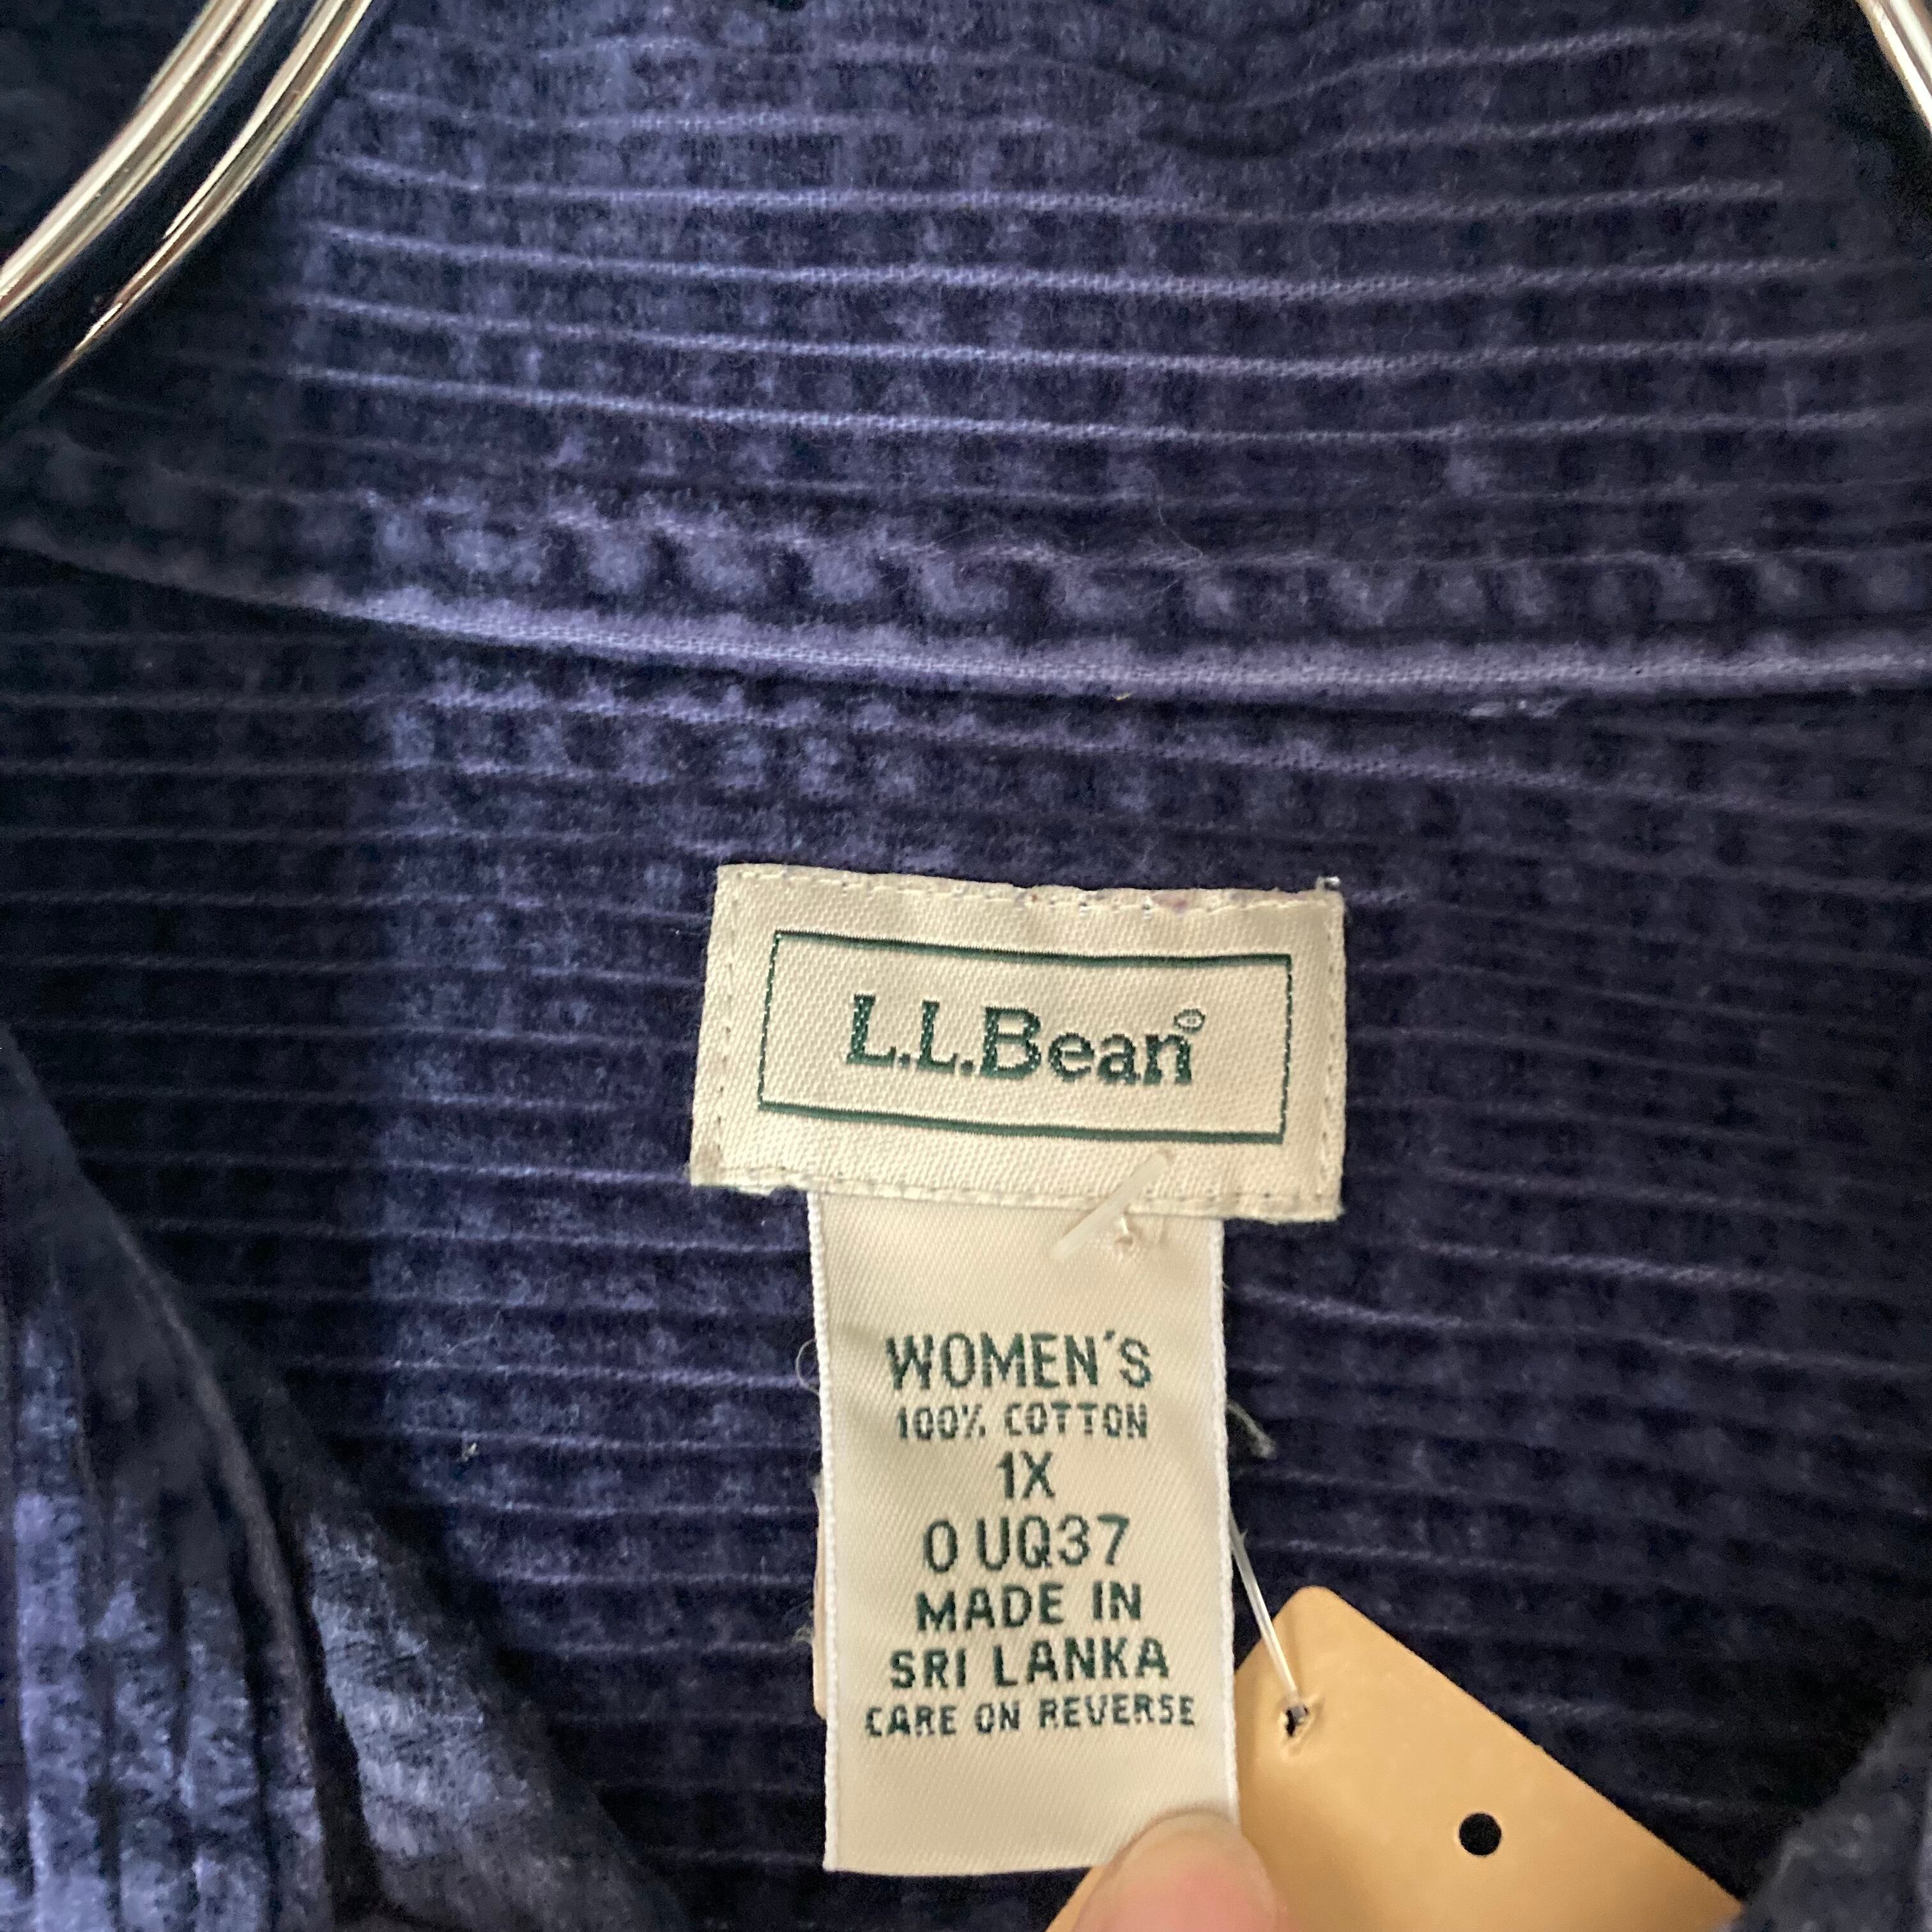 L.L.Bean®
WOMEN'S
100% COTTON
1X
0 UQ37
MADE IN
SRI LANKA
CARE ON REVERSE